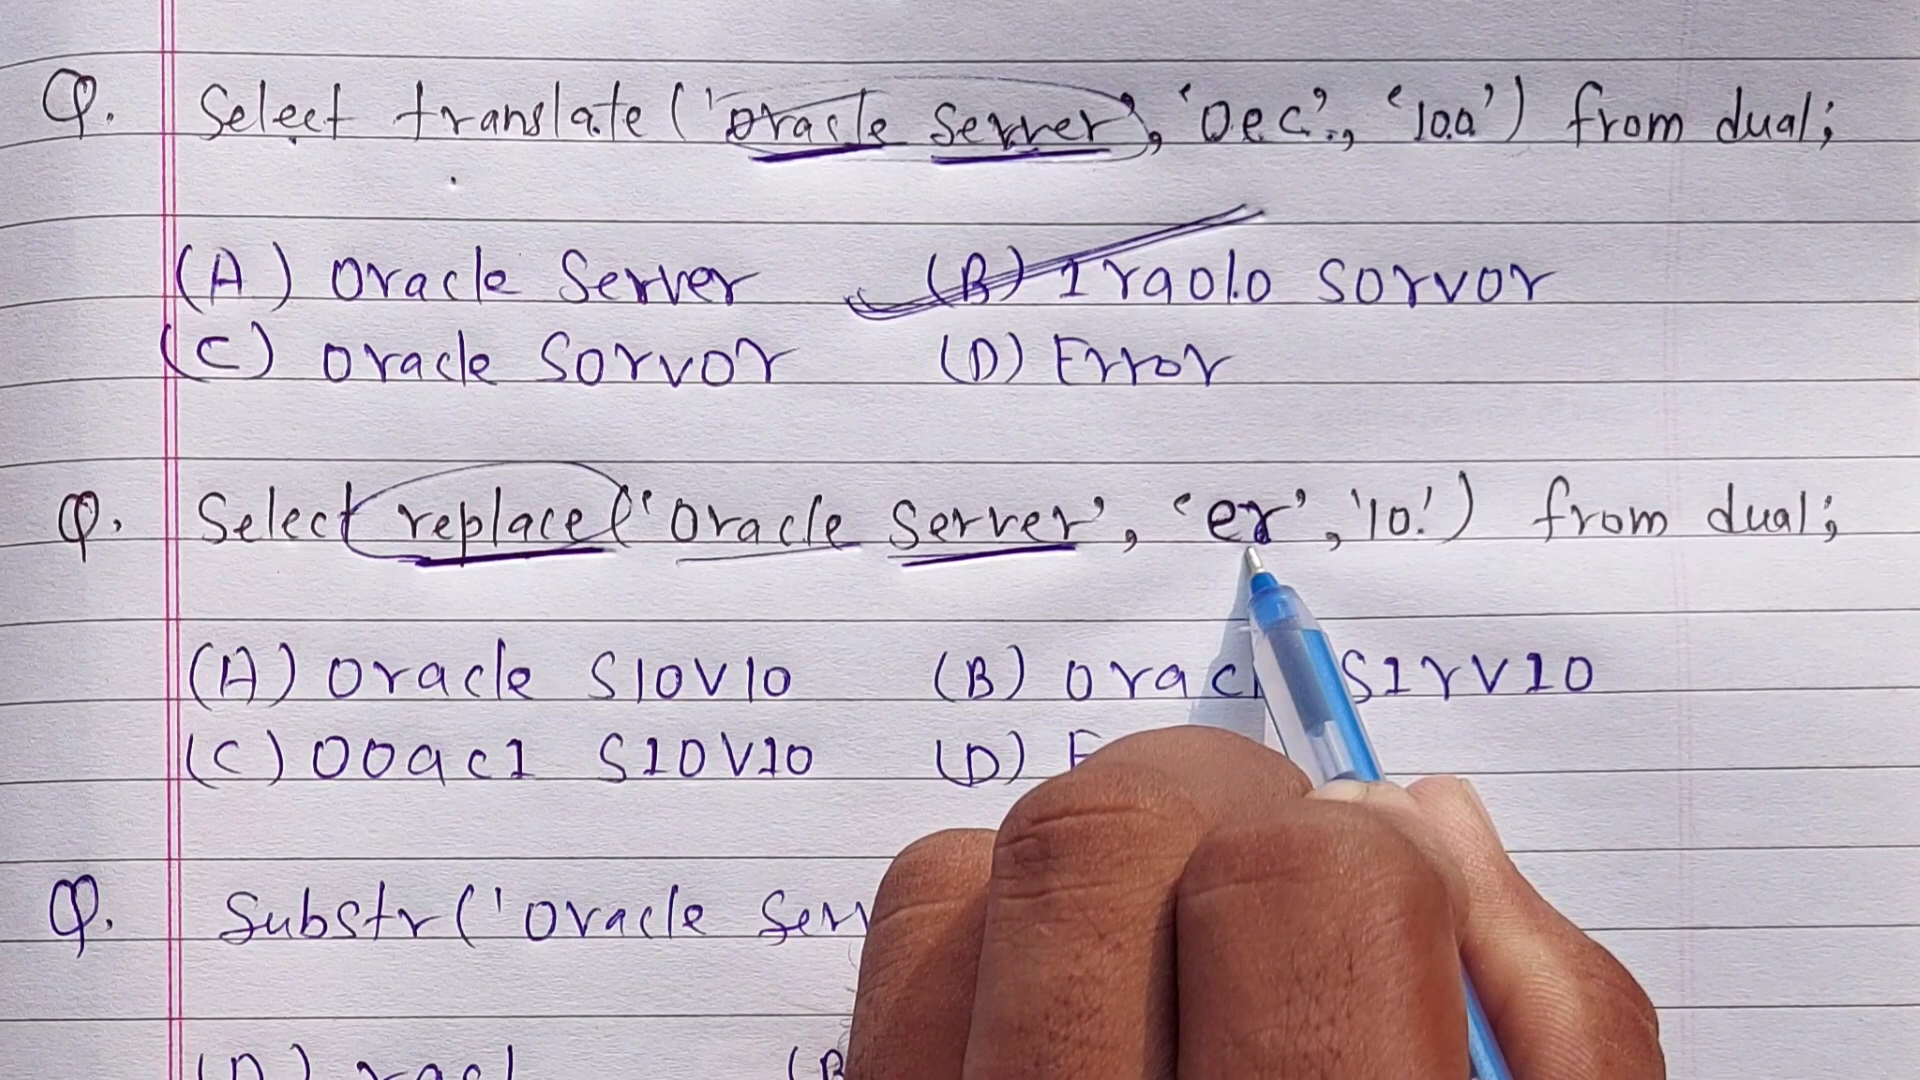 Q. Select translate ('oracle server', 'oec', '10a') from dual;
(A) oracle server (B) 1raolo sorvor
(C) oracle sorvor (D) Error
Q. Select replace ('oracle server', 'er', '10') from dual;
(A) oracle s10v10 (B) orac s1rv10
(C) 00ac1 s10v10 (D)
Q. Substr ('oracle Ser